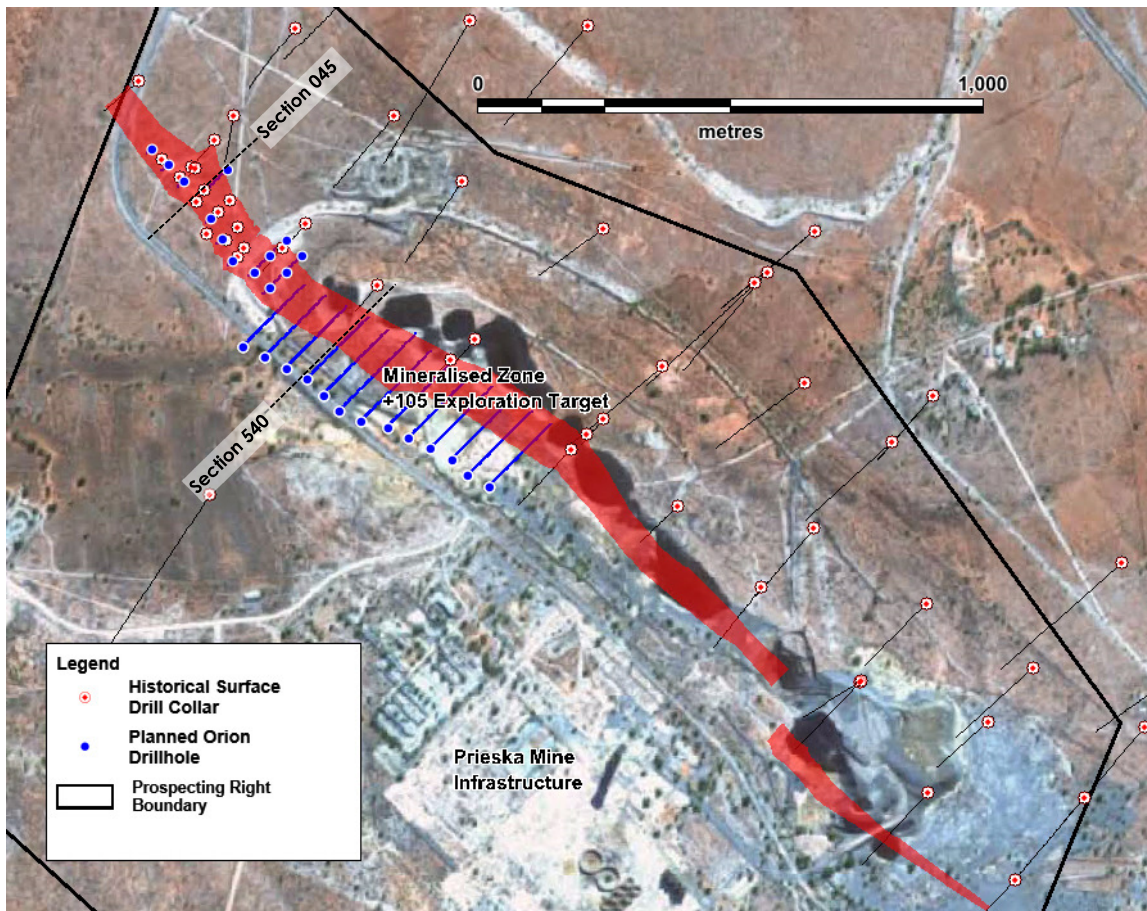 Section 045
0
1,000
metres
Mineralised Zone
+105 Exploration Target
Section 540
Legend
Historical Surface
Drill Collar
Planned Orion
Drillhole
Prospecting Right
Boundary
Prieska Mine
Infrastructure